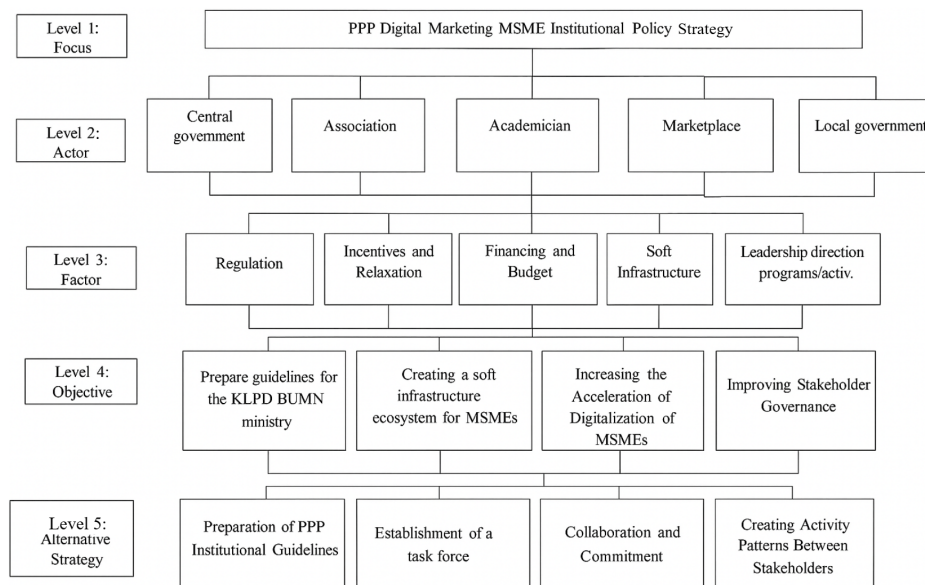 Level 1:
Focus
PPP Digital Marketing MSME Institutional Policy Strategy
Level 2:
Actor
Central
government
Association
Academician
Marketplace
Local government
Level 3:
Factor
Regulation
Incentives and
Relaxation
Financing and
Budget
Soft
Infrastructure
Leadership direction
programs/activ.
Level 4:
Objective
Prepare guidelines for
the KLPD BUMN
ministry
Creating a soft
infrastructure
ecosystem for MSMEs
Increasing the
Acceleration of
Digitalization of
MSMEs
Improving Stakeholder
Governance
Level 5:
Alternative
Strategy
Preparation of PPP
Institutional Guidelines
Establishment of a
task force
Collaboration and
Commitment
Creating Activity
Patterns Between
Stakeholders